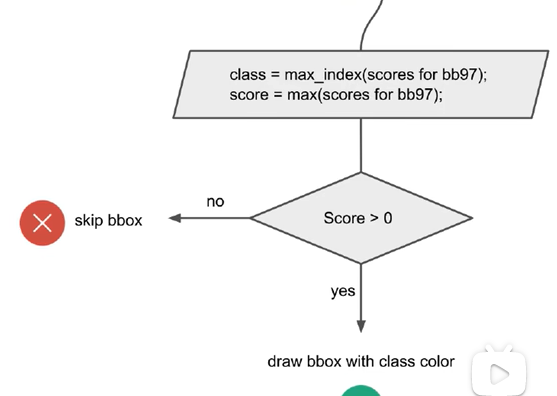 class = max_index(scores for bb97);
score = max(scores for bb97);
no
skip bbox
Score > 0
yes
draw bbox with class color